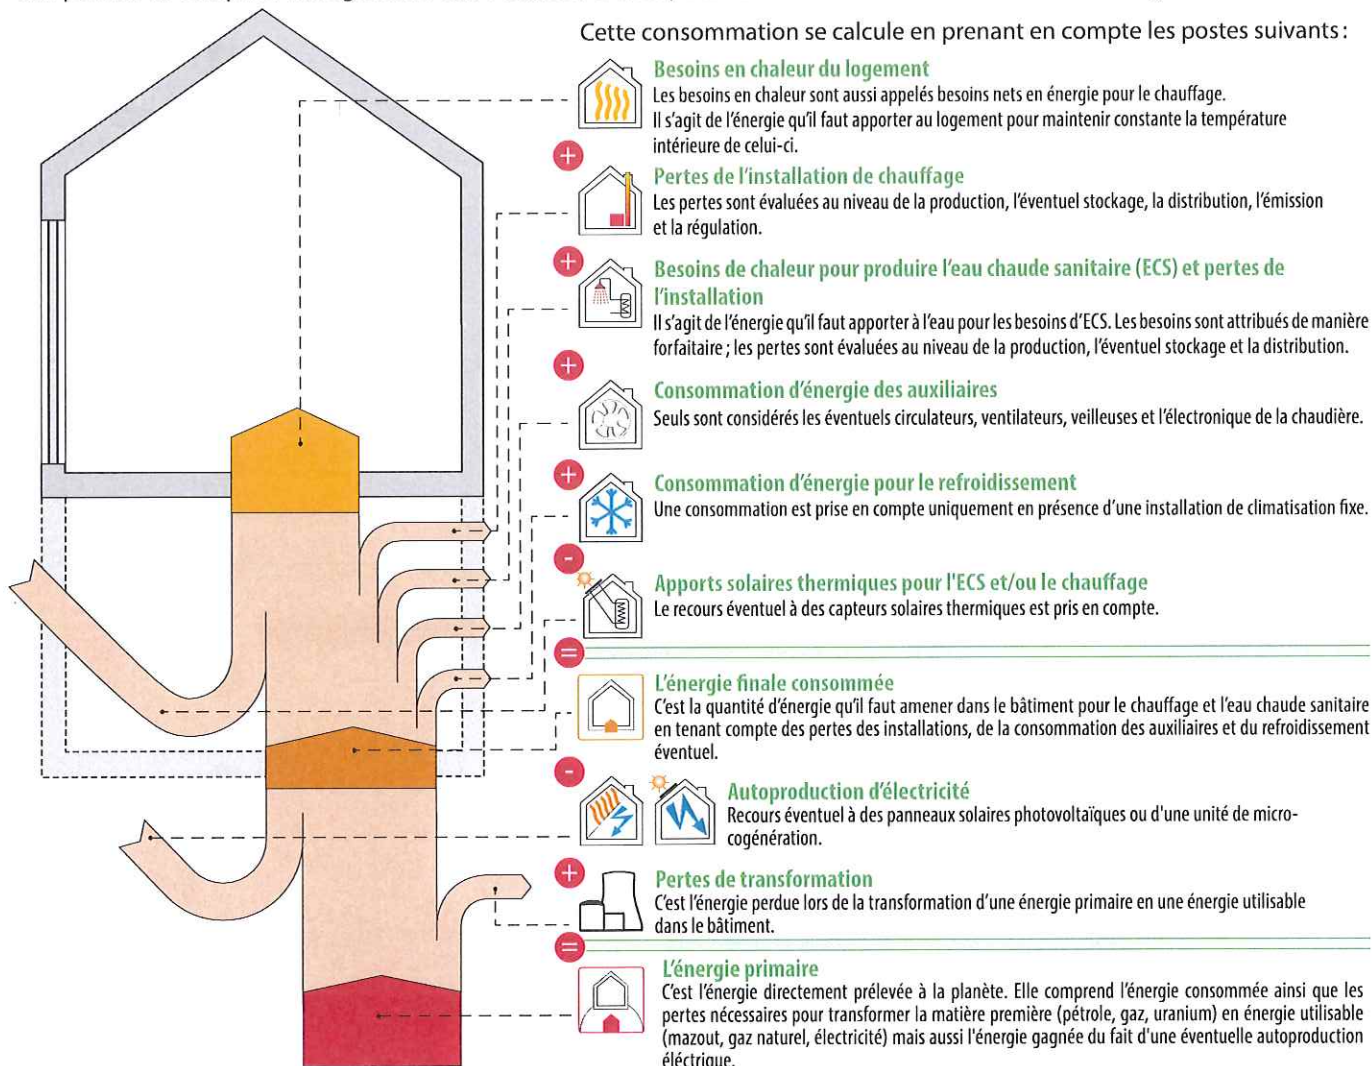 Cette consommation se calcule en prenant en compte les postes suivants :
Besoins en chaleur du logement
Les besoins en chaleur sont aussi appelés besoins nets en énergie pour le chauffage.
Il s'agit de l'énergie qu'il faut apporter au logement pour maintenir constante la température
intérieure de celui-ci.
+
Pertes de l'installation de chauffage
Les pertes sont évaluées au niveau de la production, l'éventuel stockage, la distribution, l'émission
et la régulation.
+
Besoins de chaleur pour produire l'eau chaude sanitaire (ECS) et pertes de
l'installation
Il s'agit de l'énergie qu'il faut apporter à l'eau pour les besoins d'ECS. Les besoins sont attribués de manière
forfaitaire ; les pertes sont évaluées au niveau de la production, l'éventuel stockage et la distribution.
+
Consommation d'énergie des auxiliaires
Seuls sont considérés les éventuels circulateurs, ventilateurs, veilleuses et l'électronique de la chaudière.
+
Consommation d'énergie pour le refroidissement
Une consommation est prise en compte uniquement en présence d'une installation de climatisation fixe.
-
Apports solaires thermiques pour l'ECS et/ou le chauffage
Le recours éventuel à des capteurs solaires thermiques est pris en compte.
=
L'énergie finale consommée
C'est la quantité d'énergie qu'il faut amener dans le bâtiment pour le chauffage et l'eau chaude sanitaire
en tenant compte des pertes des installations, de la consommation des auxiliaires et du refroidissement
éventuel.
-
Autoproduction d'électricité
Recours éventuel à des panneaux solaires photovoltaïques ou d'une unité de micro-
cogénération.
+
Pertes de transformation
C'est l'énergie perdue lors de la transformation d'une énergie primaire en une énergie utilisable
dans le bâtiment.
=
L'énergie primaire
C'est l'énergie directement prélevée à la planète. Elle comprend l'énergie consommée ainsi que les
pertes nécessaires pour transformer la matière première (pétrole, gaz, uranium) en énergie utilisable
(mazout, gaz naturel, électricité) mais aussi l'énergie gagnée du fait d'une éventuelle autoproduction
éléctrique.